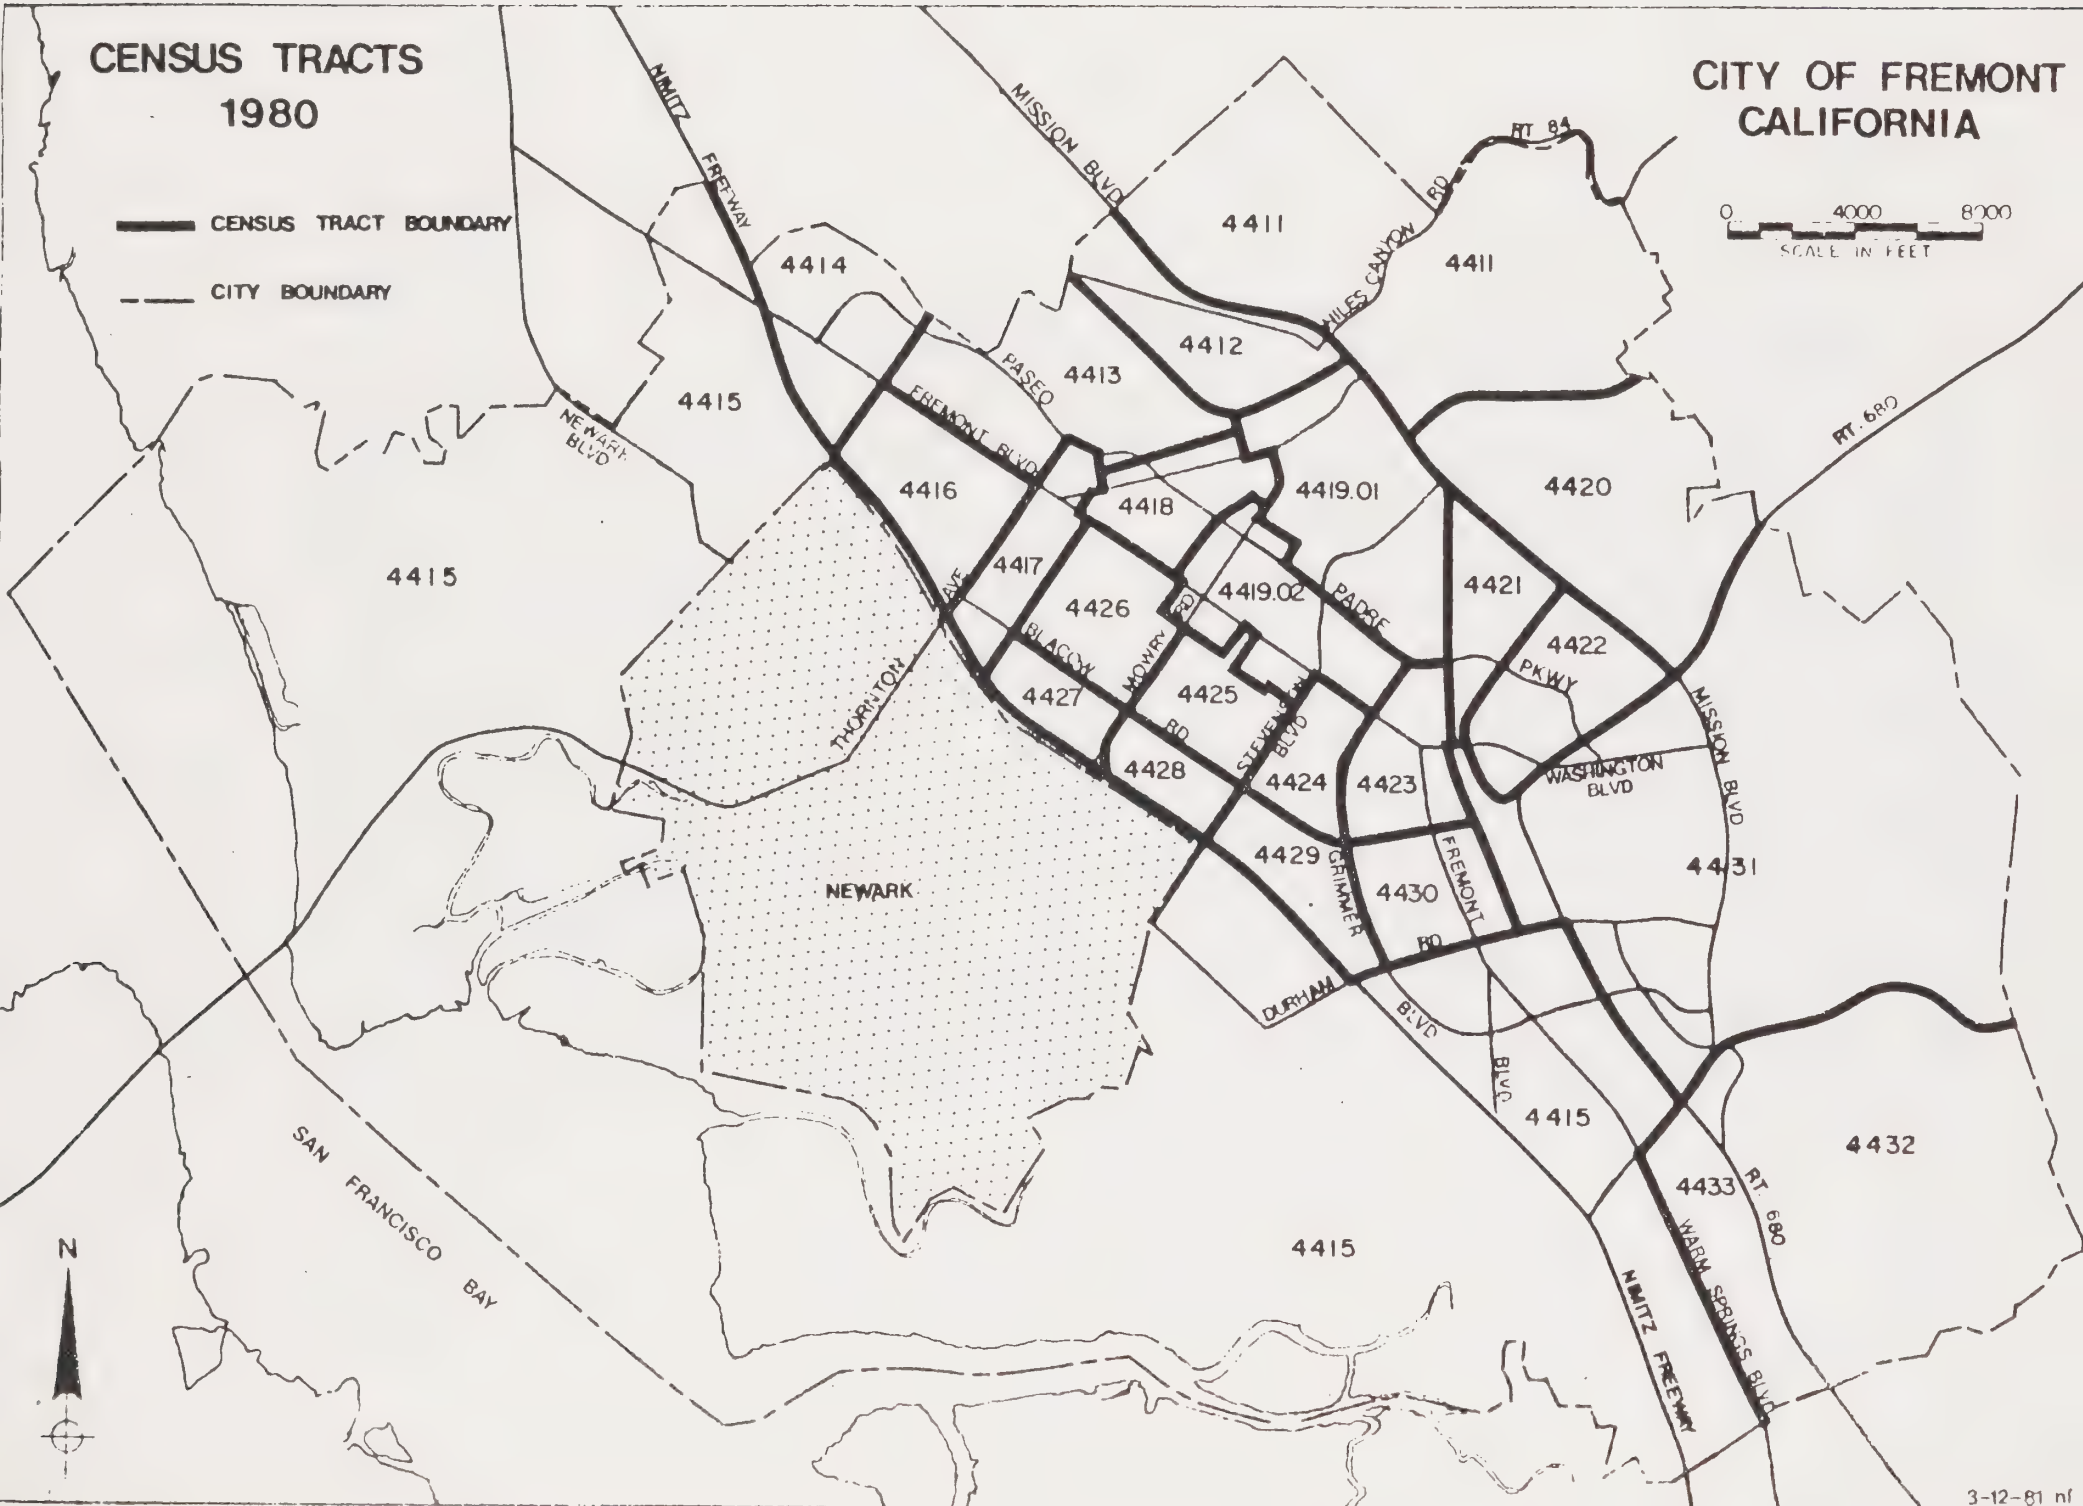 CENSUS TRACTS
1980
CENSUS TRACT BOUNDARY
CITY BOUNDARY
CITY OF FREMONT
CALIFORNIA
0 4000 8000
SCALE IN FEET
NIMITZ
FREEWAY
MISSION BLVD
RT 84
NILES CANYON RD
RT. 680
4411
4411
4414
4412
4413
PASEO
4415
NEWARK
BLVD
FREMONT BLVD
4416
4418
4419.01
4420
4415
4417
4426
4419.02
PADRE
4421
4422
PKWY
AVE
THORNTON
BLACOW
RD
MOWRY
RD
4427
4425
STEVENSON
BLVD
4428
4424
4423
WASHINGTON
BLVD
MISSION BLVD
4429
GRIMMER
4430
FREMONT
4431
NEWARK
RD
DURHAM
BLVD
BLVD
4415
4432
4433
RT. 680
SAN FRANCISCO BAY
4415
N
NIMITZ FREEWAY
WARM SPRINGS BLVD
3-12-81 nf